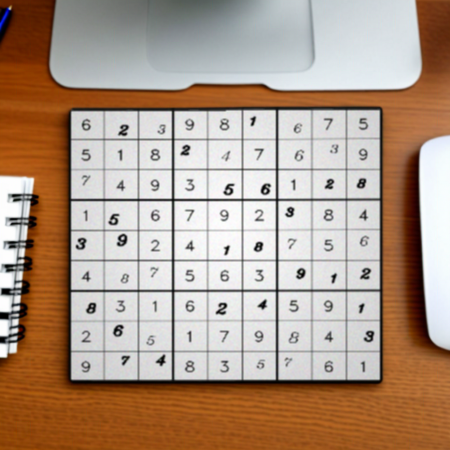 6 2 3 9 8 1 6 7 5
5 1 8 2 4 7 6 3 9
7 4 9 3 5 6 1 2 8
1 5 6 7 9 2 3 8 4
3 9 2 4 1 8 7 5 6
4 8 7 5 6 3 9 1 2
8 3 1 6 2 4 5 9 1
2 6 5 1 7 9 8 4 3
9 7 4 8 3 5 7 6 1